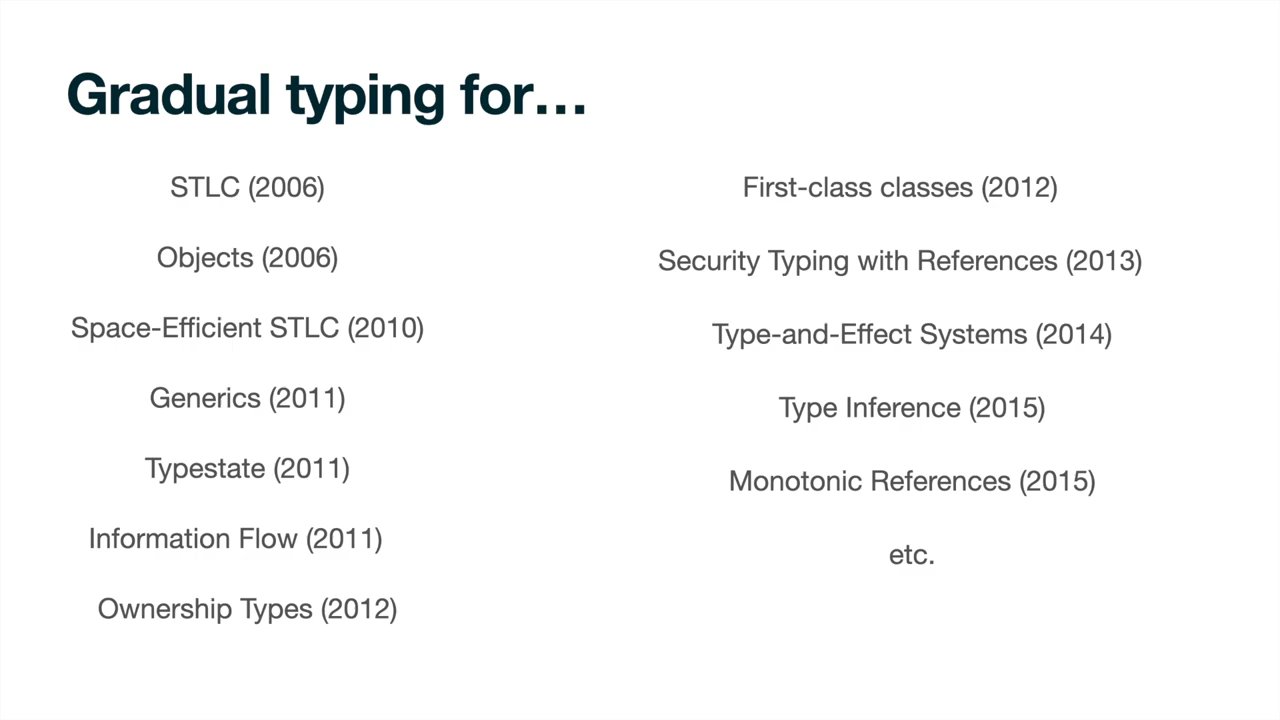 Gradual typing for…
STLC (2006)
Objects (2006)
Space-Efficient STLC (2010)
Generics (2011)
Typestate (2011)
Information Flow (2011)
Ownership Types (2012)
First-class classes (2012)
Security Typing with References (2013)
Type-and-Effect Systems (2014)
Type Inference (2015)
Monotonic References (2015)
etc.